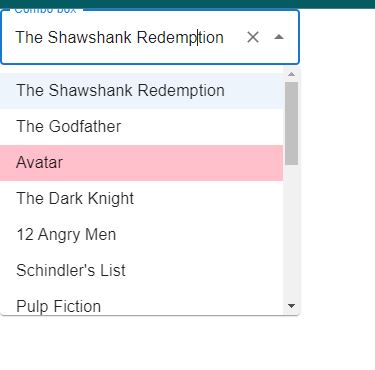 Combo box
The Shawshank Redemption
The Shawshank Redemption
The Godfather
Avatar
The Dark Knight
12 Angry Men
Schindler's List
Pulp Fiction